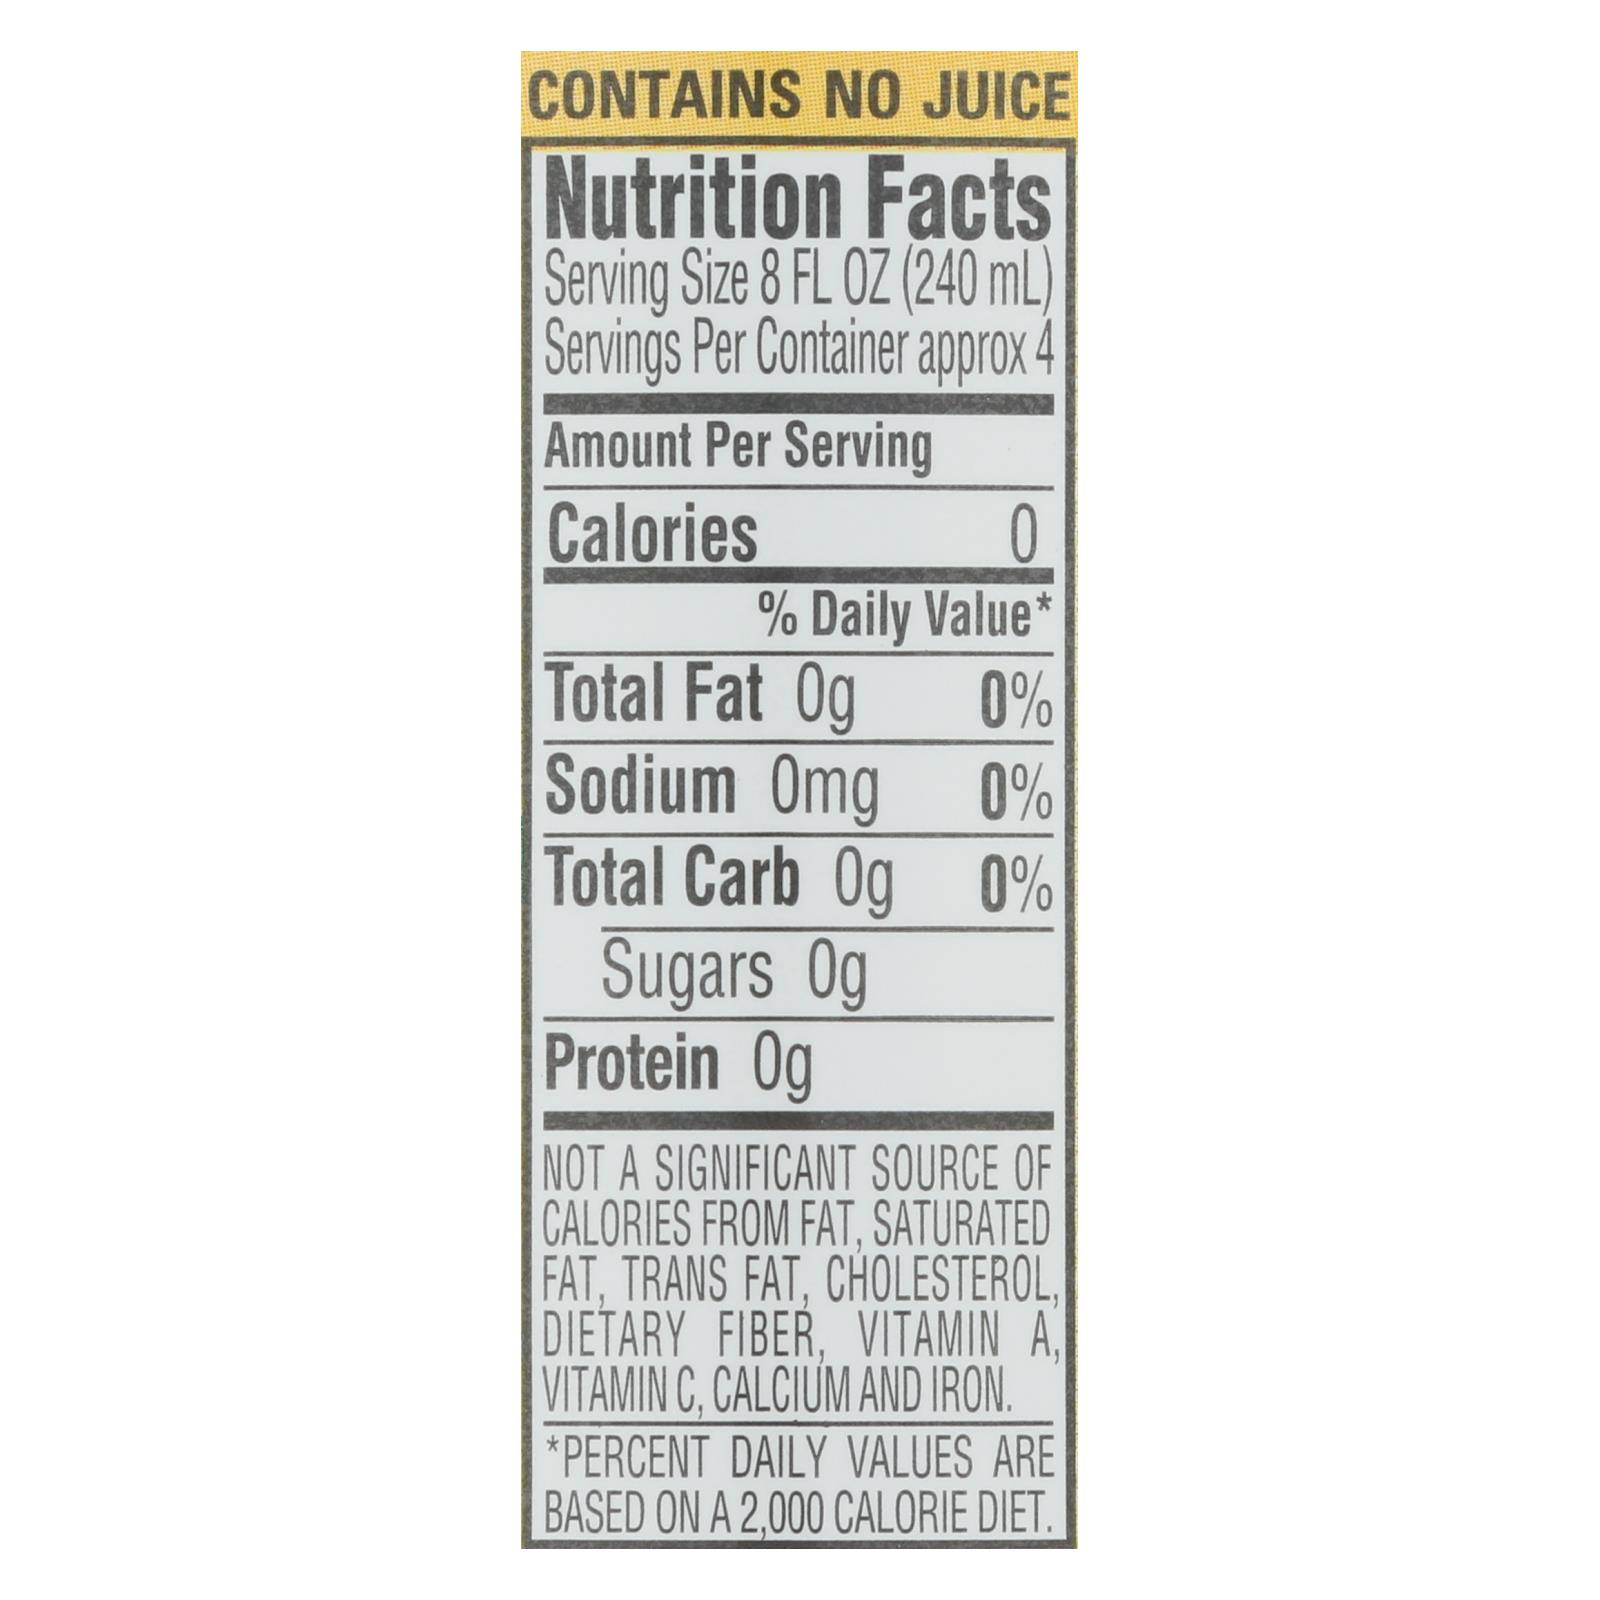 CONTAINS NO JUICE
Nutrition Facts
Serving Size 8 FL OZ (240 mL)
Servings Per Container approx 4
Amount Per Serving
Calories 0
% Daily Value*
Total Fat 0g 0%
Sodium 0mg 0%
Total Carb 0g 0%
Sugars 0g
Protein 0g
NOT A SIGNIFICANT SOURCE OF
CALORIES FROM FAT, SATURATED
FAT, TRANS FAT, CHOLESTEROL,
DIETARY FIBER, VITAMIN A,
VITAMIN C, CALCIUM AND IRON.
*PERCENT DAILY VALUES ARE
BASED ON A 2,000 CALORIE DIET.